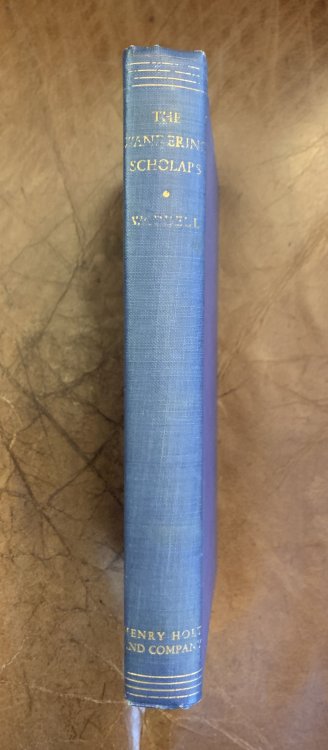 THE
WANDERING
SCHOLARS
WADDELL
HENRY HOLT
AND COMPANY